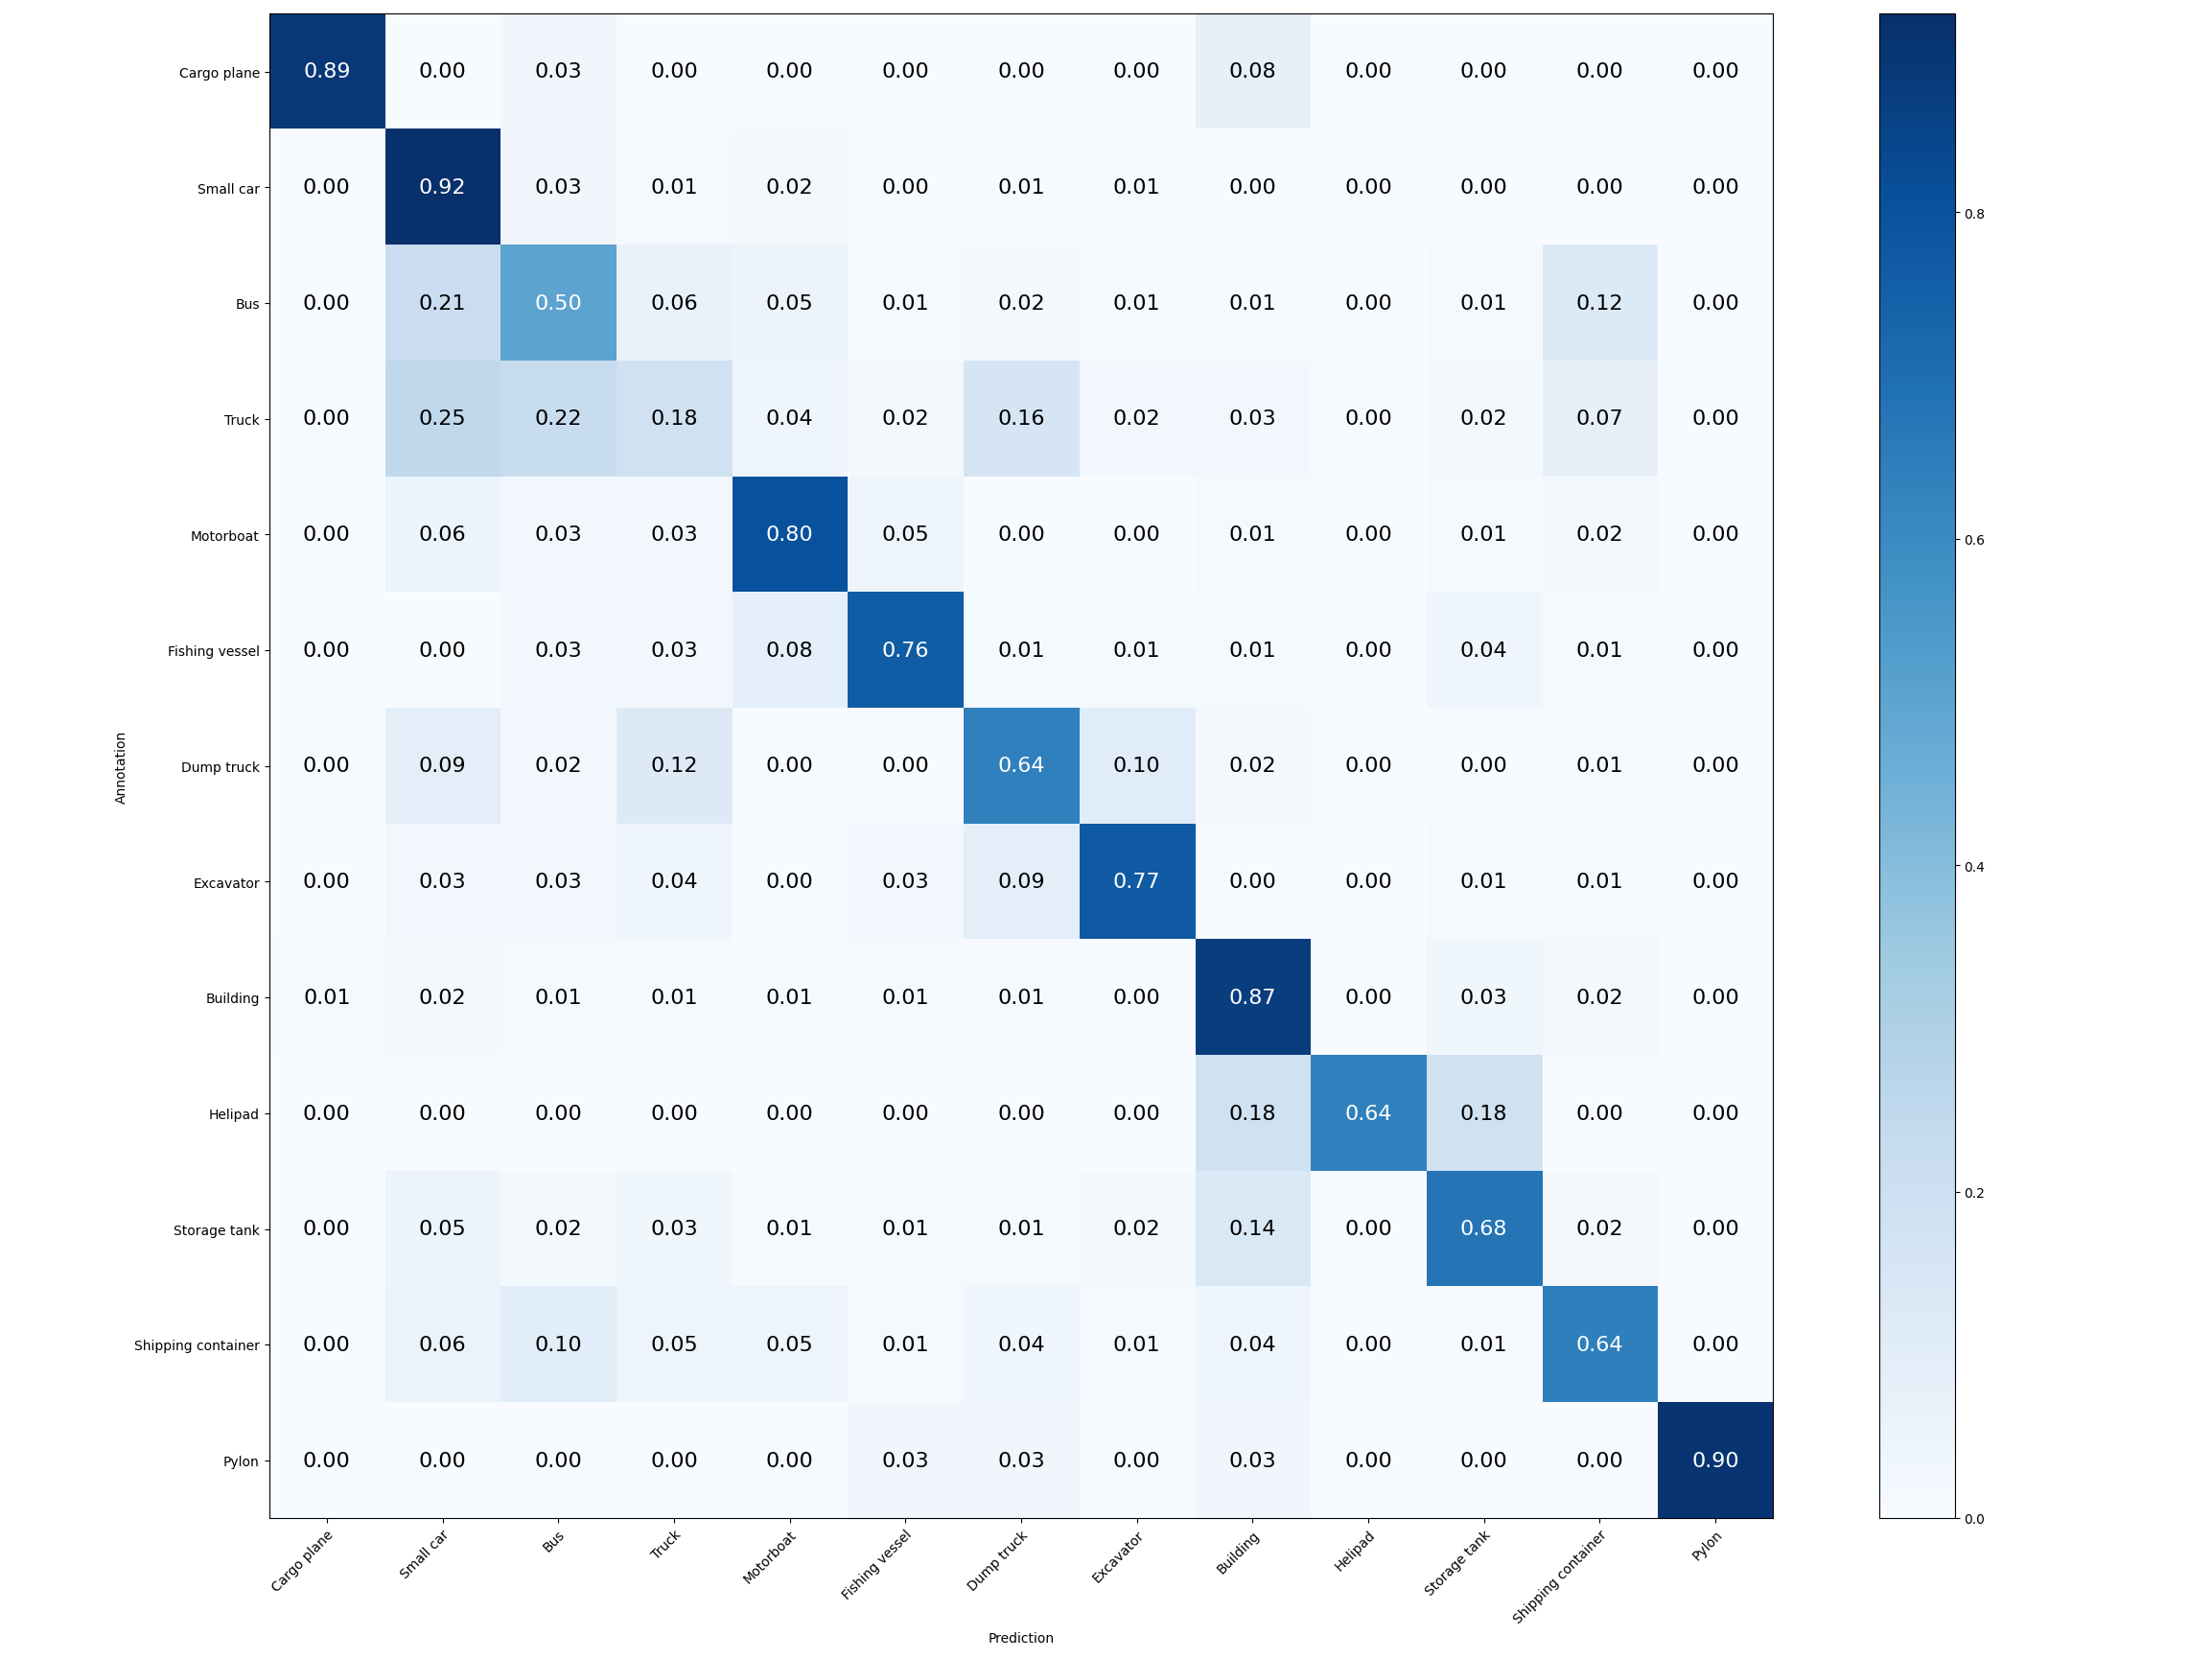 Cargo plane 0.89 0.00 0.03 0.00 0.00 0.00 0.00 0.00 0.08 0.00 0.00 0.00 0.00
Small car 0.00 0.92 0.03 0.01 0.02 0.00 0.01 0.01 0.00 0.00 0.00 0.00 0.00
0.8
Bus 0.00 0.21 0.50 0.06 0.05 0.01 0.02 0.01 0.01 0.00 0.01 0.12 0.00
Truck 0.00 0.25 0.22 0.18 0.04 0.02 0.16 0.02 0.03 0.00 0.02 0.07 0.00
Motorboat 0.00 0.06 0.03 0.03 0.80 0.05 0.00 0.00 0.01 0.00 0.01 0.02 0.00
0.6
Fishing vessel 0.00 0.00 0.03 0.03 0.08 0.76 0.01 0.01 0.01 0.00 0.04 0.01 0.00
Annotation
Dump truck 0.00 0.09 0.02 0.12 0.00 0.00 0.64 0.10 0.02 0.00 0.00 0.01 0.00
0.4
Excavator 0.00 0.03 0.03 0.04 0.00 0.03 0.09 0.77 0.00 0.00 0.01 0.01 0.00
Building 0.01 0.02 0.01 0.01 0.01 0.01 0.01 0.00 0.87 0.00 0.03 0.02 0.00
Helipad 0.00 0.00 0.00 0.00 0.00 0.00 0.00 0.00 0.18 0.64 0.18 0.00 0.00
0.2
Storage tank 0.00 0.05 0.02 0.03 0.01 0.01 0.01 0.02 0.14 0.00 0.68 0.02 0.00
Shipping container 0.00 0.06 0.10 0.05 0.05 0.01 0.04 0.01 0.04 0.00 0.01 0.64 0.00
Pylon 0.00 0.00 0.00 0.00 0.00 0.03 0.03 0.00 0.03 0.00 0.00 0.00 0.90
0.0
Cargo plane Small car Bus Truck Motorboat Fishing vessel Dump truck Excavator Building Helipad Storage tank Shipping container Pylon
Prediction